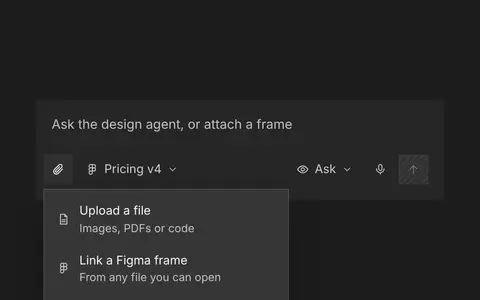 Ask the design agent, or attach a frame
Pricing v4
Ask
Upload a file
Images, PDFs or code
Link a Figma frame
From any file you can open